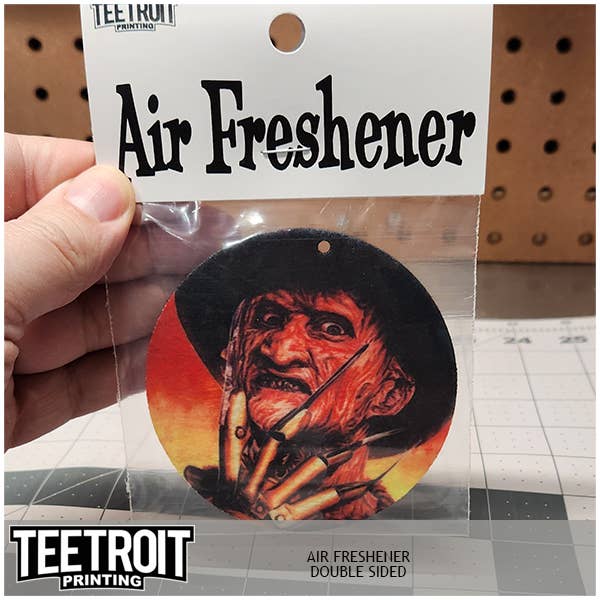 TEETROIT
PRINTING
Air Freshener
24 25
TEETROIT
PRINTING
AIR FRESHENER
DOUBLE SIDED